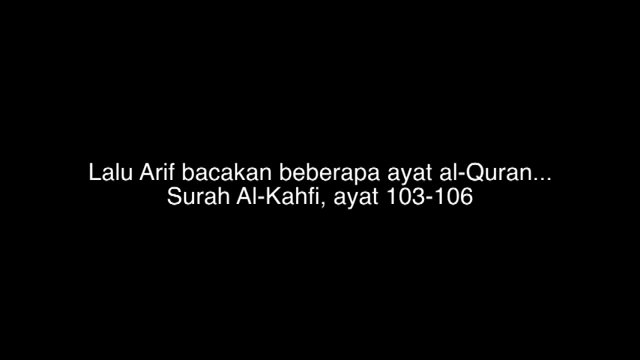 Lalu Arif bacakan beberapa ayat al-Quran...
Surah Al-Kahfi, ayat 103-106